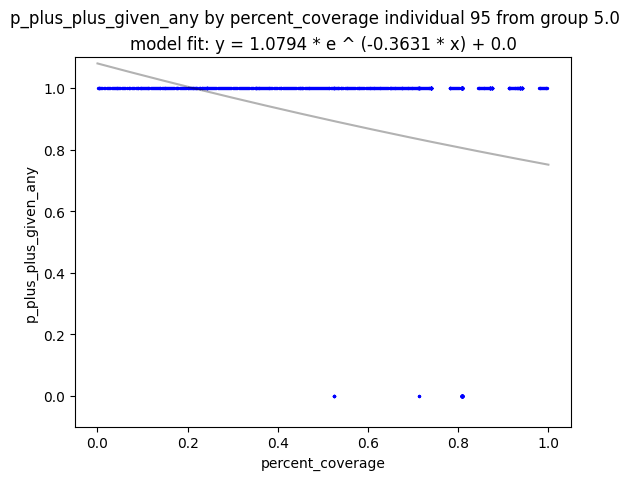 p_plus_plus_given_any by percent_coverage individual 95 from group 5.0
model fit: y = 1.0794 * e ^ (-0.3631 * x) + 0.0
p_plus_plus_given_any
1.0
0.8
0.6
0.4
0.2
0.0
0.0 0.2 0.4 0.6 0.8 1.0
percent_coverage